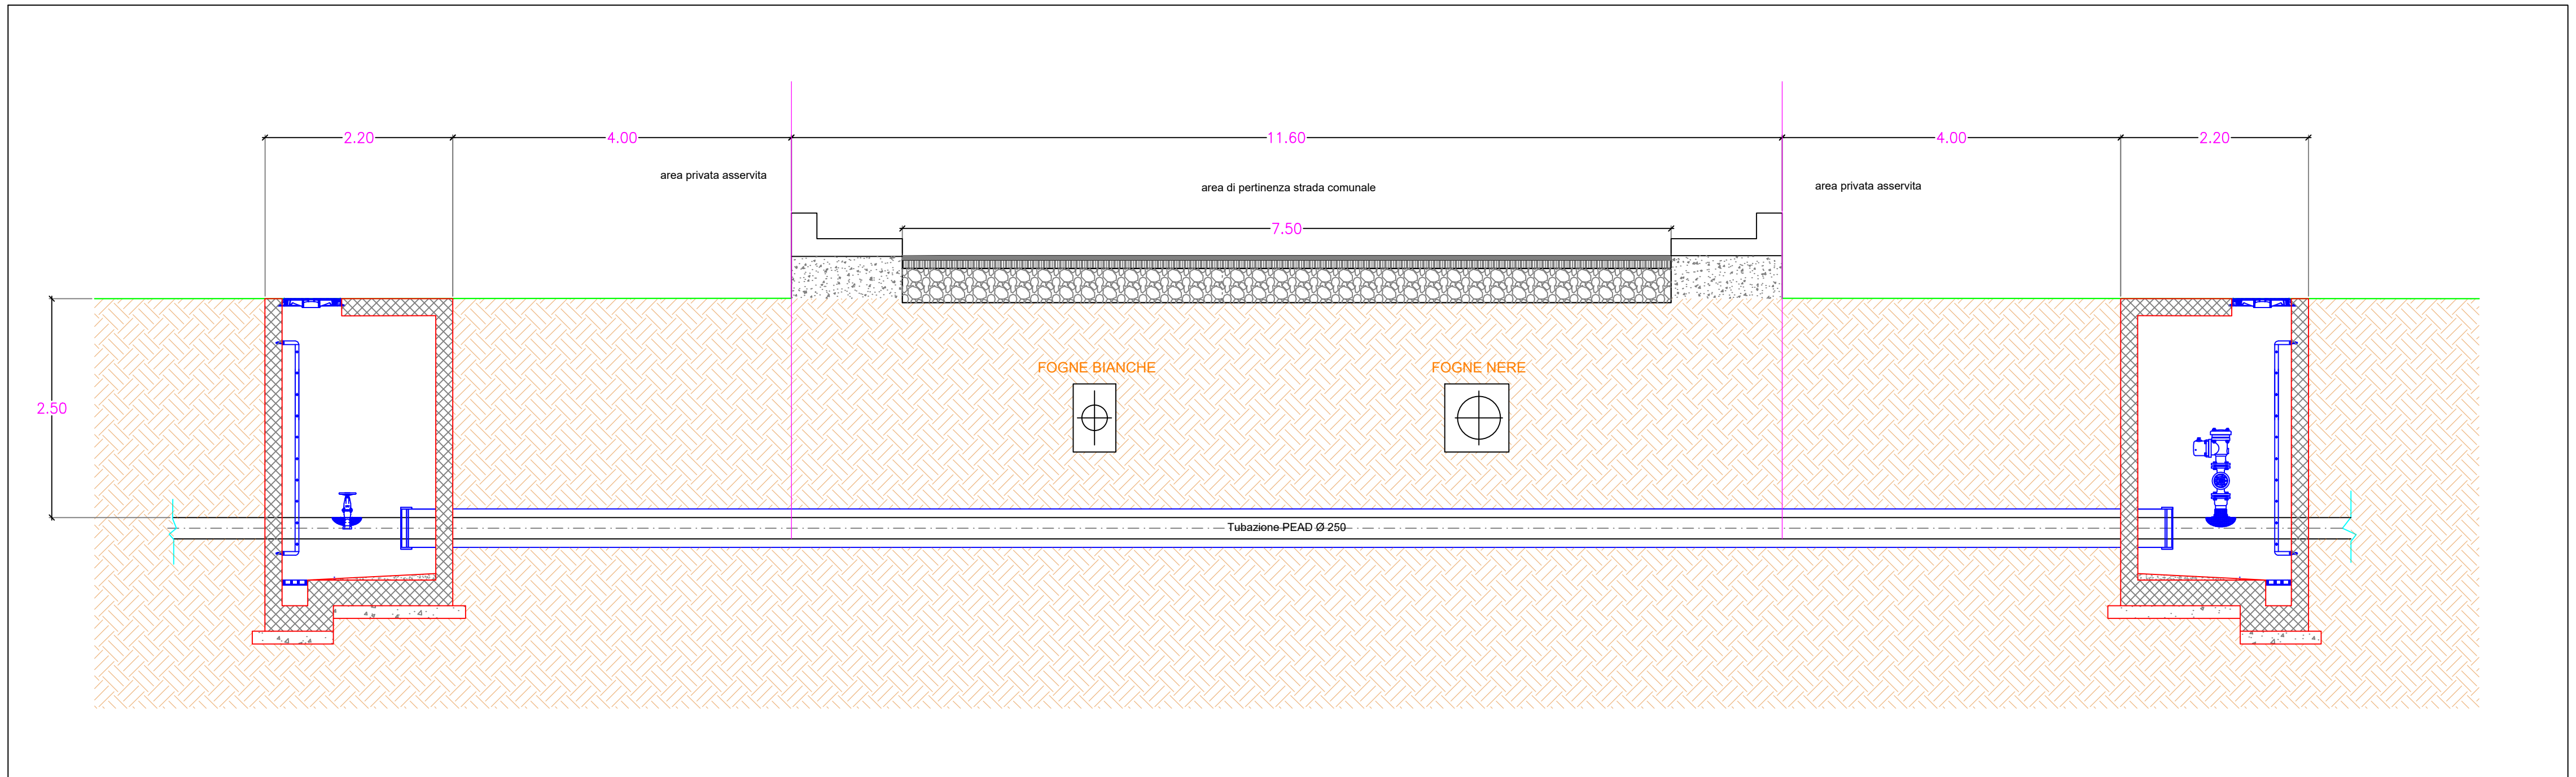 2.20
4.00
11.60
4.00
2.20
area privata asservita
area di pertinenza strada comunale
area privata asservita
7.50
FOGNE BIANCHE
FOGNE NERE
2.50
Tubazione PEAD Ø 250